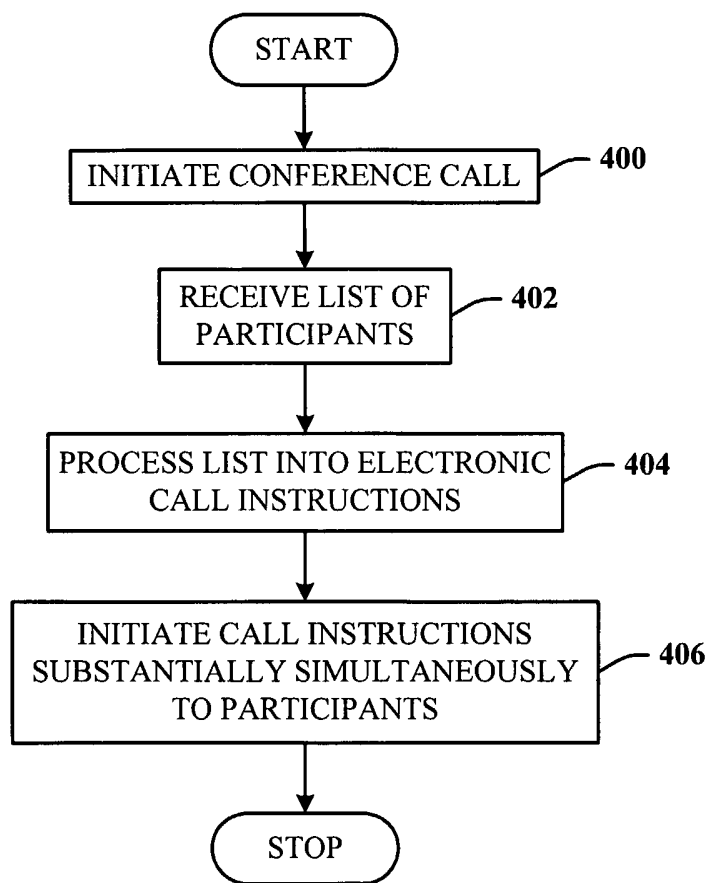 START
INITIATE CONFERENCE CALL
400
RECEIVE LIST OF
PARTICIPANTS
402
PROCESS LIST INTO ELECTRONIC
CALL INSTRUCTIONS
404
INITIATE CALL INSTRUCTIONS
SUBSTANTIALLY SIMULTANEOUSLY
TO PARTICIPANTS
406
STOP